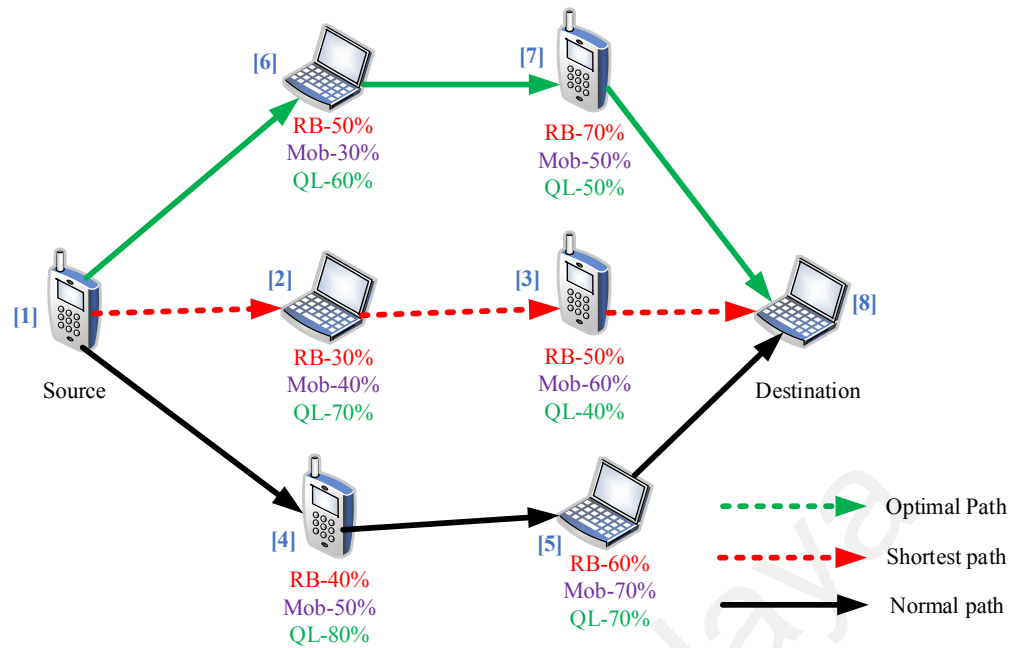 [6]
[7]
RB-50%
Mob-30%
QL-60%
RB-70%
Mob-50%
QL-50%
[1]
[2]
[3]
[8]
Source
RB-30%
Mob-40%
QL-70%
RB-50%
Mob-60%
QL-40%
Destination
[4]
[5]
RB-40%
Mob-50%
QL-80%
RB-60%
Mob-70%
QL-70%
Optimal Path
Shortest path
Normal path
laya